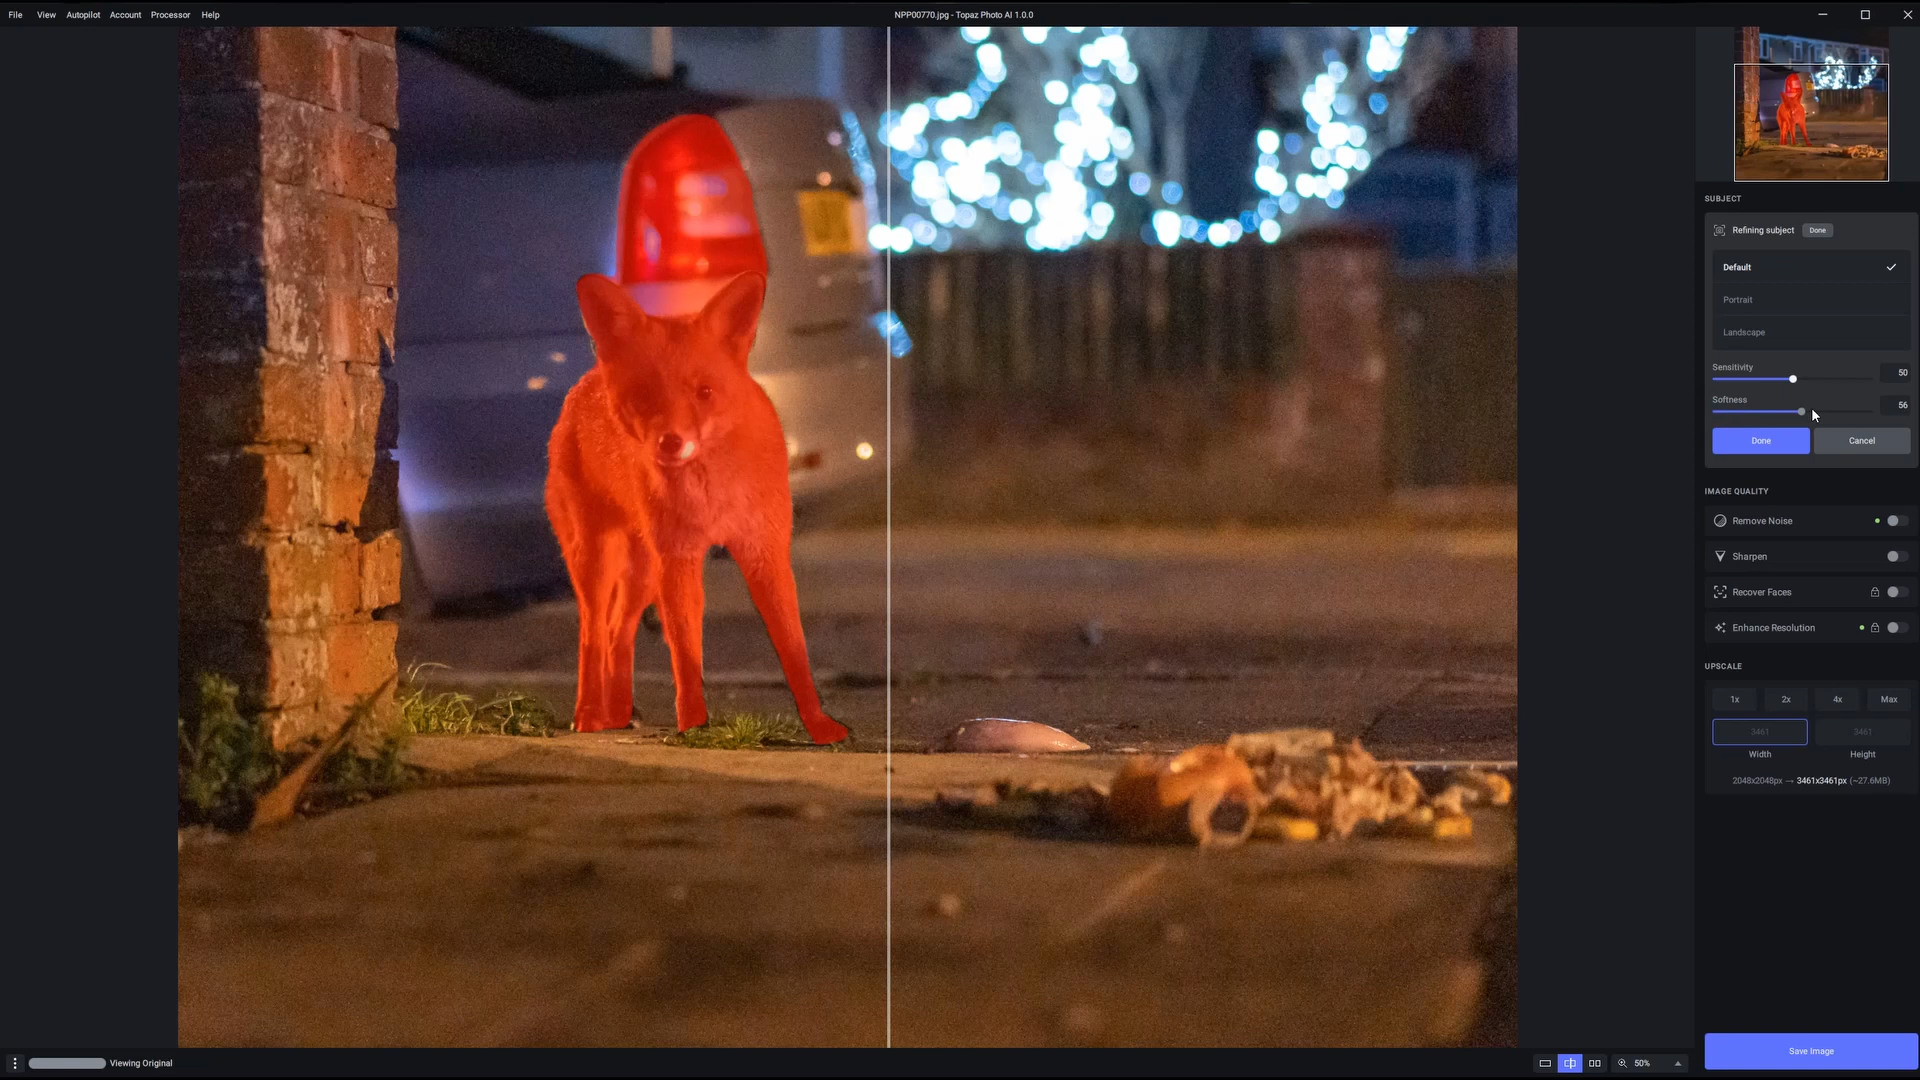 File View Autopilot Account Processor Help
NPP00770.jpg - Topaz Photo AI 1.0.0
SUBJECT
Refining subject Done
Default
Portrait
Landscape
Sensitivity 50
Softness 56
Done Cancel
IMAGE QUALITY
Remove Noise
Sharpen
Recover Faces
Enhance Resolution
UPSCALE
1x 2x 4x Max
3461 3461
Width Height
2048x2048px → 3461x3461px (~27.6MB)
Viewing Original
50%
Save Image